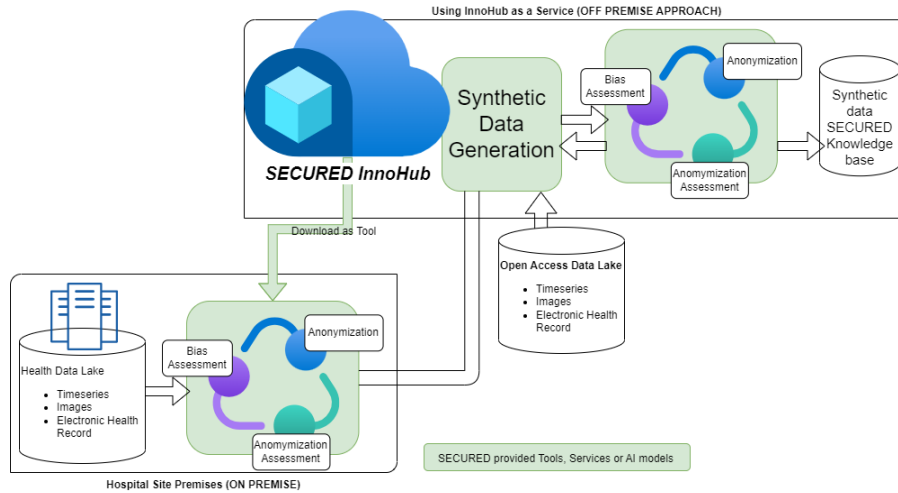 Using InnoHub as a Service (OFF PREMISE APPROACH)
SECURED InnoHub
Synthetic
Data
Generation
Bias
Assessment
Anonymization
Anomymization
Assessment
Synthetic
data
SECURED
Knowledge
base
Download as Tool
Open Access Data Lake
Timeseries
Images
Electronic Health
Record
Health Data Lake
Timeseries
Images
Electronic Health
Record
Bias
Assessment
Anonymization
Anomymization
Assessment
Hospital Site Premises (ON PREMISE)
SECURED provided Tools, Services or AI models